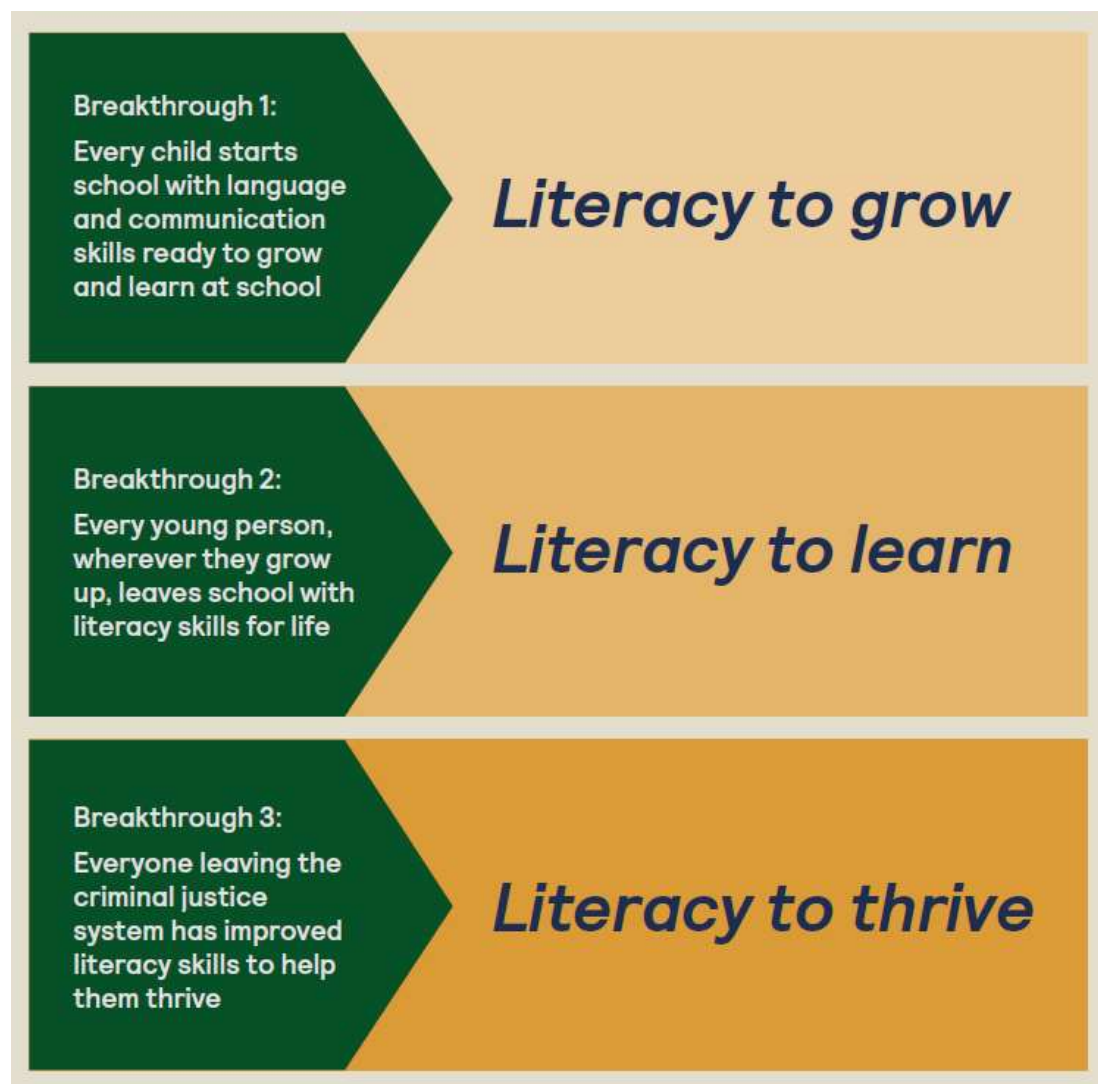 Breakthrough 1:
Every child starts
school with language
and communication
skills ready to grow
and learn at school
Literacy to grow
Breakthrough 2:
Every young person,
wherever they grow
up, leaves school with
literacy skills for life
Literacy to learn
Breakthrough 3:
Everyone leaving the
criminal justice
system has improved
literacy skills to help
them thrive
Literacy to thrive